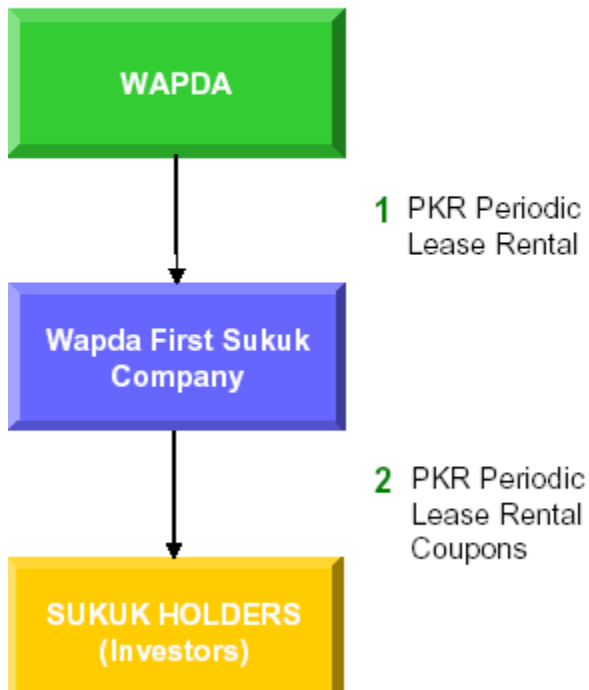 WAPDA
1 PKR Periodic
Lease Rental
Wapda First Sukuk
Company
2 PKR Periodic
Lease Rental
Coupons
SUKUK HOLDERS
(Investors)